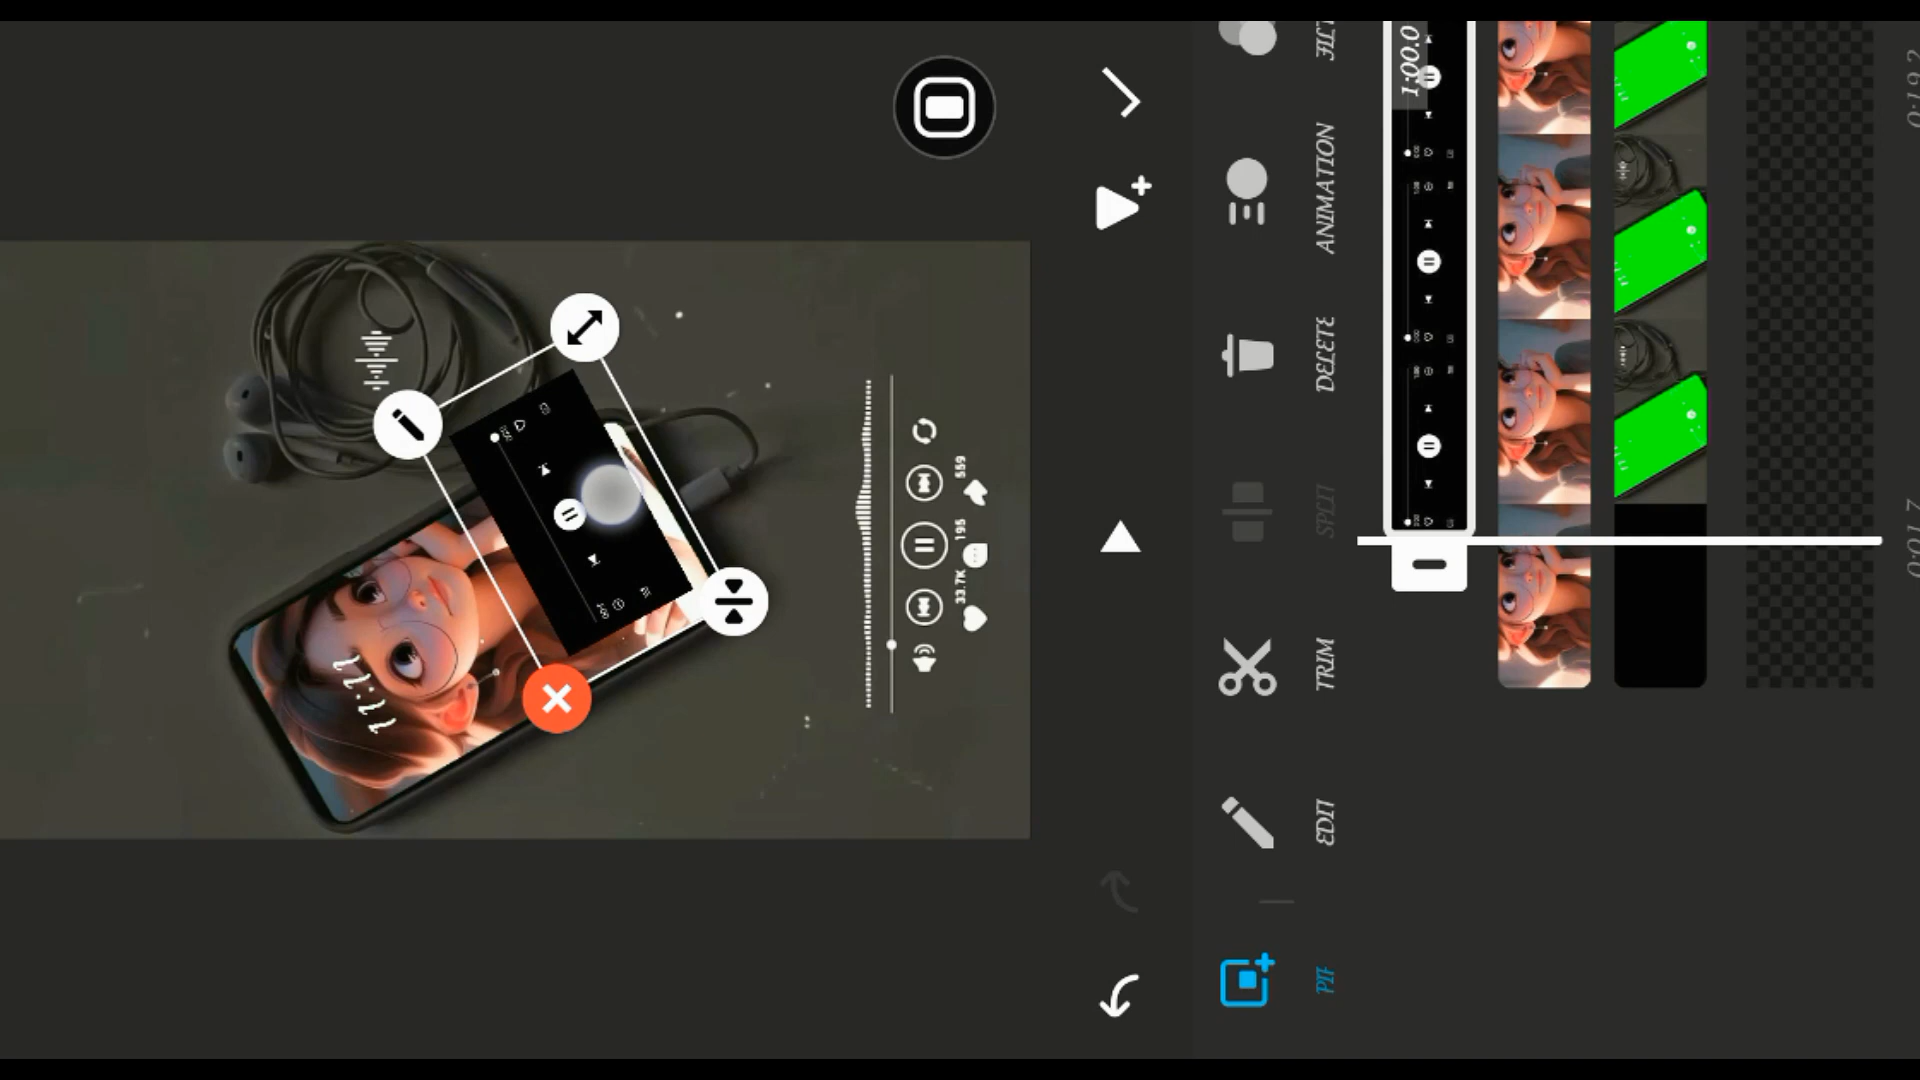 11:11
33.7K 195 559
PIP
EDIT
TRIM
SPLIT
DELETE
ANIMATION
1:00.0